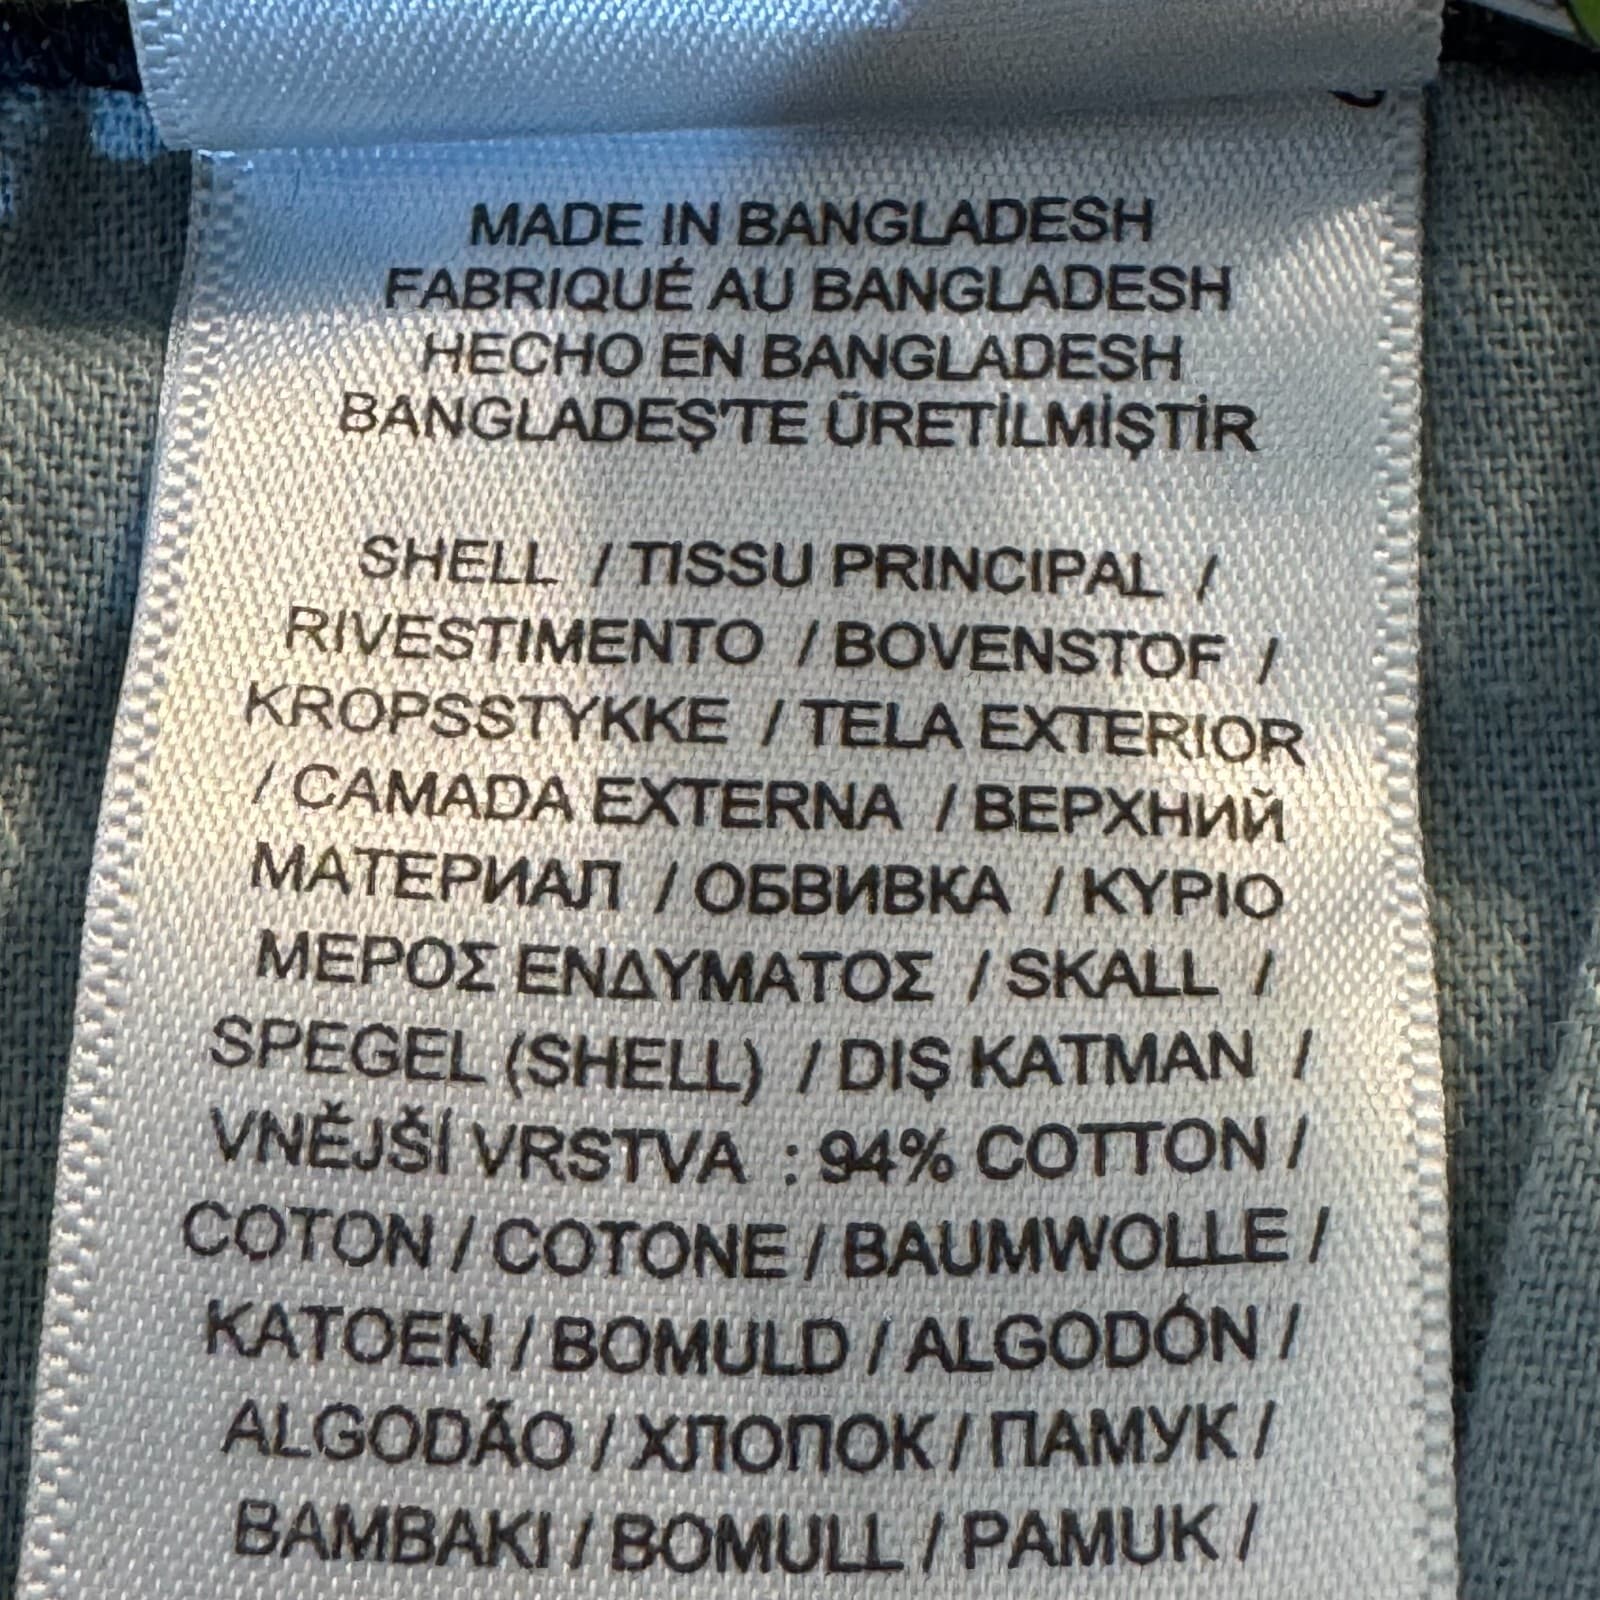 MADE IN BANGLADESH
FABRIQUÉ AU BANGLADESH
HECHO EN BANGLADESH
BANGLADEŞ'TE ÜRETİLMİŞTİR
SHELL / TISSU PRINCIPAL /
RIVESTIMENTO / BOVENSTOF /
KROPSSTYKKE / TELA EXTERIOR
/ CAMADA EXTERNA / ВЕРХНИЙ
МАТЕРИАЛ / ОБВИВКА / ΚΥΡΙΟ
ΜΕΡΟΣ ΕΝΔΥΜΑΤΟΣ / SKALL /
SPEGEL (SHELL) / DIŞ KATMAN /
VNĚJŠÍ VRSTVA : 94% COTTON /
COTON / COTONE / BAUMWOLLE /
KATOEN / BOMULD / ALGODÓN /
ALGODÃO / ХЛОПОК / ПАМУК /
ΒΑΜΒΑΚΙ / BOMULL / PAMUK /